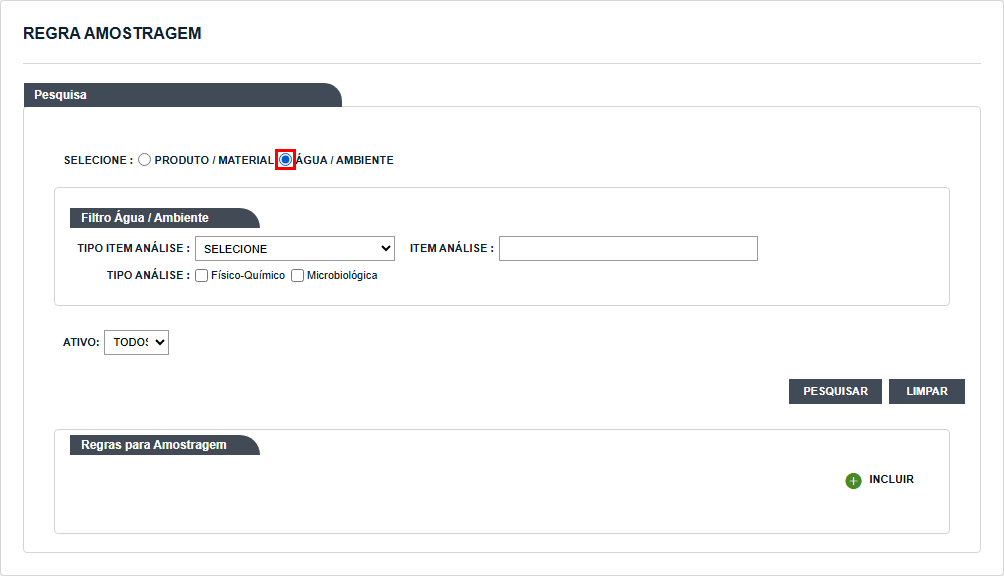 REGRA AMOSTRAGEM
Pesquisa
SELECIONE : PRODUTO / MATERIAL ÁGUA / AMBIENTE
Filtro Água / Ambiente
TIPO ITEM ANÁLISE : SELECIONE ITEM ANÁLISE :
TIPO ANÁLISE : Físico-Químico Microbiológica
ATIVO: TODOS
PESQUISAR LIMPAR
Regras para Amostragem
INCLUIR